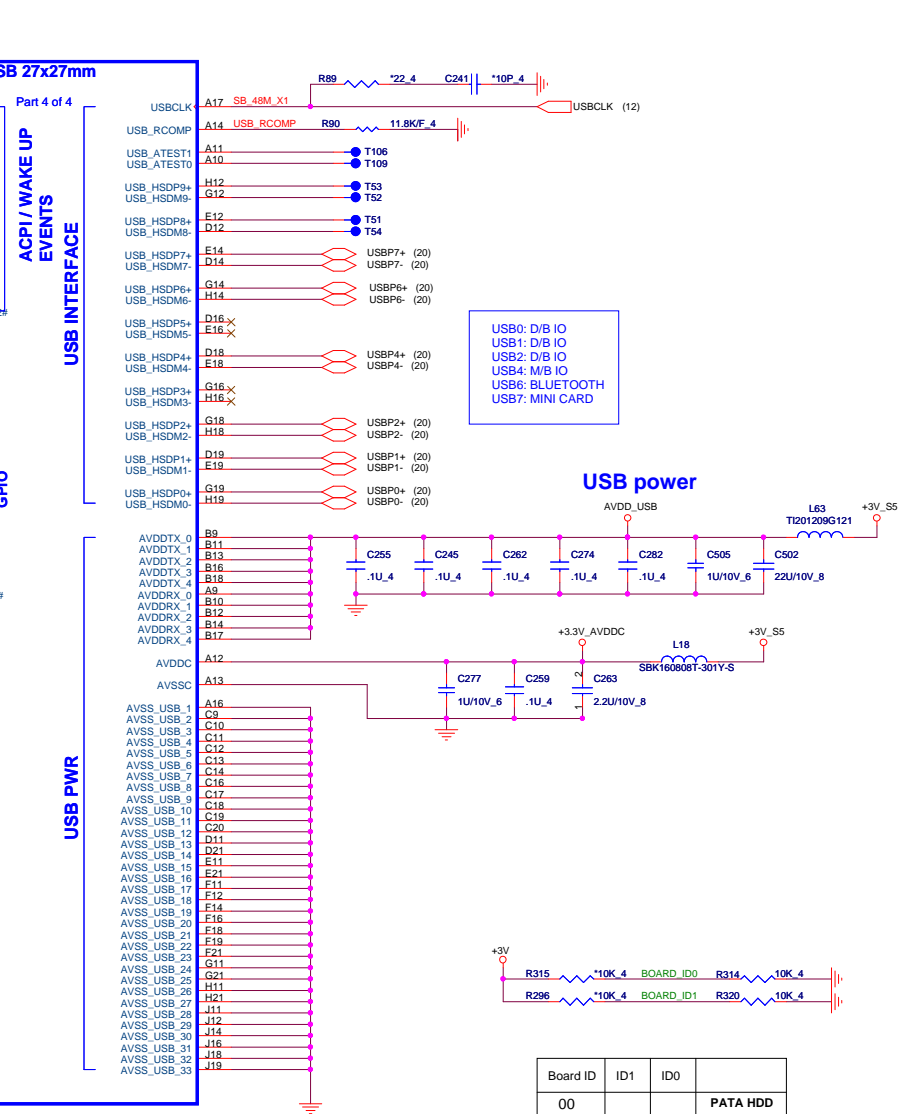 SB 27x27mm
Part 4 of 4
ACPI / WAKE UP
EVENTS
USB INTERFACE
GPIO
USB PWR
USBCLK A17 SB_48M_X1 R89 *22_4 C241 *10P_4 USBCLK (12)
USB_RCOMP A14 USB_RCOMP R90 11.8K/F_4
USB_ATEST1 A11 T106
USB_ATEST0 A10 T109
USB_HSDP9+ H12 T53
USB_HSDM9- G12 T52
USB_HSDP8+ E12 T51
USB_HSDM8- D12 T54
USB_HSDP7+ E14 USBP7+ (20)
USB_HSDM7- D14 USBP7- (20)
USB_HSDP6+ G14 USBP6+ (20)
USB_HSDM6- H14 USBP6- (20)
USB_HSDP5+ D16
USB_HSDM5- E16
USB_HSDP4+ D18 USBP4+ (20)
USB_HSDM4- E18 USBP4- (20)
USB_HSDP3+ G16
USB_HSDM3- H16
USB_HSDP2+ G18 USBP2+ (20)
USB_HSDM2- H18 USBP2- (20)
USB_HSDP1+ D19 USBP1+ (20)
USB_HSDM1- E19 USBP1- (20)
USB_HSDP0+ G19 USBP0+ (20)
USB_HSDM0- H19 USBP0- (20)
USB0: D/B IO
USB1: D/B IO
USB2: D/B IO
USB4: M/B IO
USB6: BLUETOOTH
USB7: MINI CARD
USB power
AVDD_USB
L63
TI201209G121
+3V_S5
AVDDTX_0 B9
AVDDTX_1 B11
AVDDTX_2 B13
AVDDTX_3 B16
AVDDTX_4 B18
AVDDRX_0 A9
AVDDRX_1 B10
AVDDRX_2 B12
AVDDRX_3 B14
AVDDRX_4 B17
C255 C245 C262 C274 C282 C505 C502
.1U_4 .1U_4 .1U_4 .1U_4 .1U_4 1U/10V_6 22U/10V_8
+3.3V_AVDDC
L18
SBK160808T-301Y-S
+3V_S5
AVDDC A12
AVSSC A13
C277 C259 2 C263
1U/10V_6 .1U_4 1 2.2U/10V_8
AVSS_USB_1 A16
AVSS_USB_2 C9
AVSS_USB_3 C10
AVSS_USB_4 C11
AVSS_USB_5 C12
AVSS_USB_6 C13
AVSS_USB_7 C14
AVSS_USB_8 C16
AVSS_USB_9 C17
AVSS_USB_10 C18
AVSS_USB_11 C19
AVSS_USB_12 C20
AVSS_USB_13 D11
AVSS_USB_14 D21
AVSS_USB_15 E11
AVSS_USB_16 E21
AVSS_USB_17 F11
AVSS_USB_18 F12
AVSS_USB_19 F14
AVSS_USB_20 F16
AVSS_USB_21 F18
AVSS_USB_22 F19
AVSS_USB_23 F21
AVSS_USB_24 G11
AVSS_USB_25 G21
AVSS_USB_26 H11
AVSS_USB_27 H21
AVSS_USB_28 J11
AVSS_USB_29 J12
AVSS_USB_30 J14
AVSS_USB_31 J16
AVSS_USB_32 J18
AVSS_USB_33 J19
+3V
R315 *10K_4 BOARD_ID0 R314 10K_4
R296 *10K_4 BOARD_ID1 R320 10K_4
Board ID ID1 ID0
00 PATA HDD